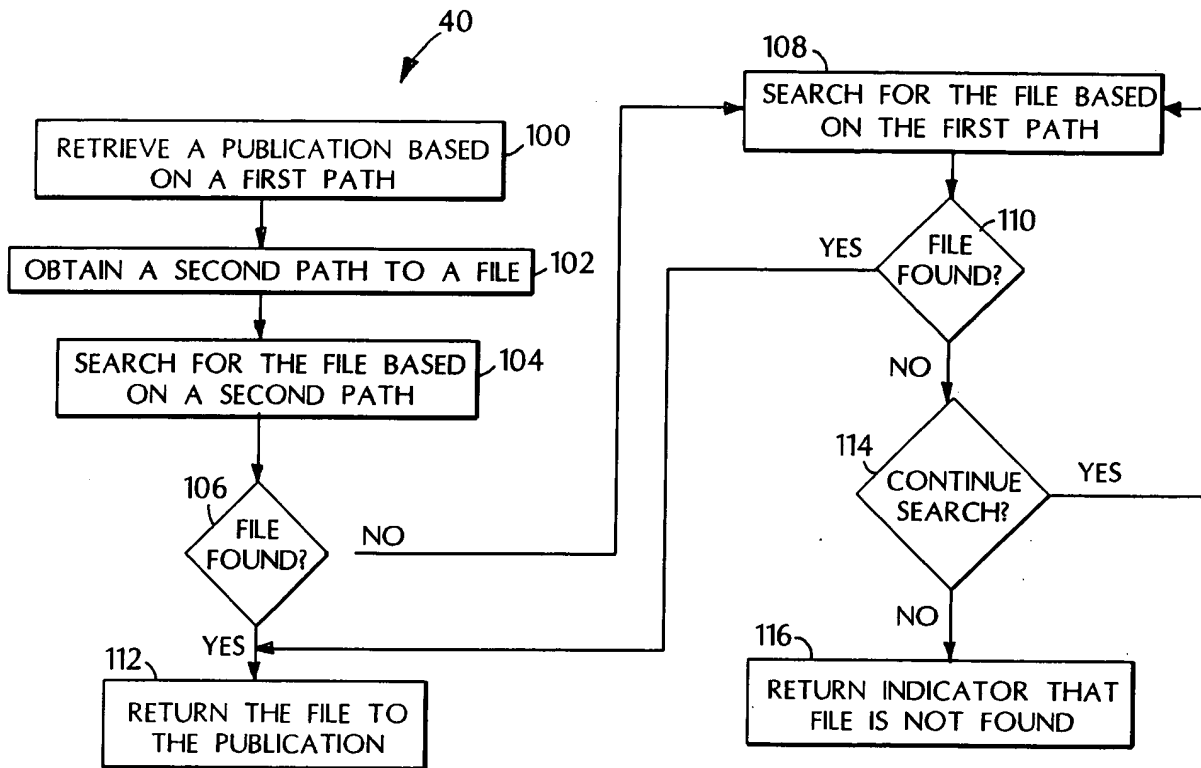 40
RETRIEVE A PUBLICATION BASED
ON A FIRST PATH
100
OBTAIN A SECOND PATH TO A FILE
102
SEARCH FOR THE FILE BASED
ON A SECOND PATH
104
106
FILE
FOUND?
NO
YES
112
RETURN THE FILE TO
THE PUBLICATION
108
SEARCH FOR THE FILE BASED
ON THE FIRST PATH
110
FILE
FOUND?
YES
NO
114
CONTINUE
SEARCH?
YES
NO
116
RETURN INDICATOR THAT
FILE IS NOT FOUND